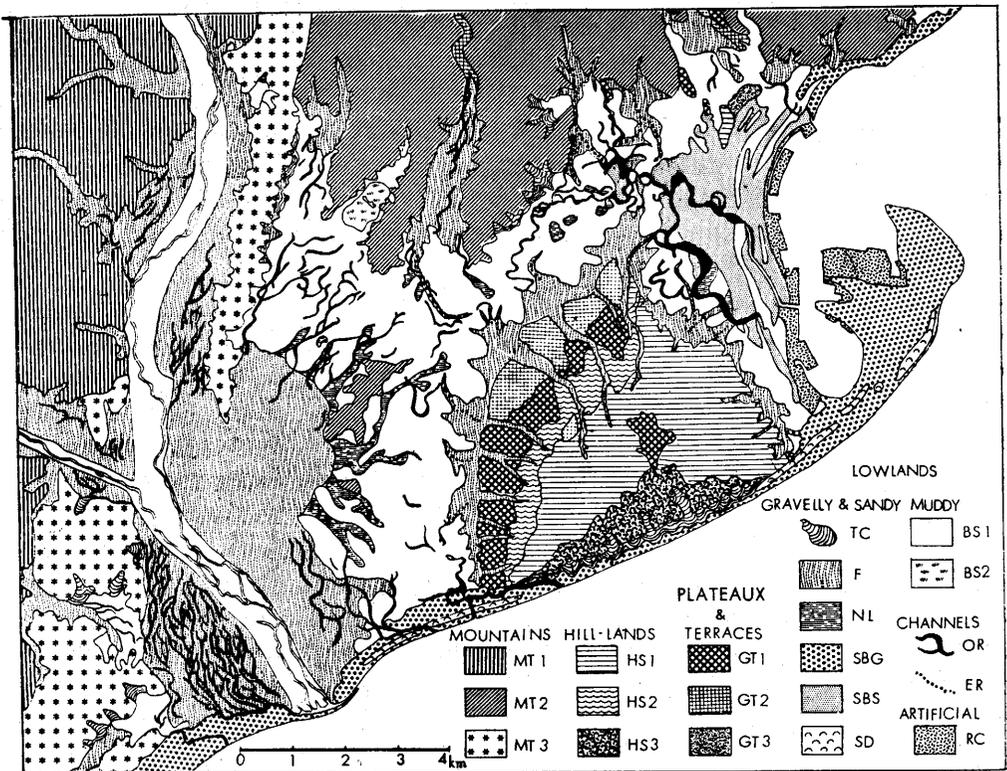 LOWLANDS
GRAVELLY & SANDY MUDDY
TC BS1
F BS2
NL
SBG
SBS
SD
CHANNELS
OR
ER
ARTIFICIAL
RC
PLATEAUX
&
TERRACES
GT1
GT2
GT3
MOUNTAINS HILL-LANDS
MT1 HS1
MT2 HS2
MT3 HS3
0 1 2 3 4km